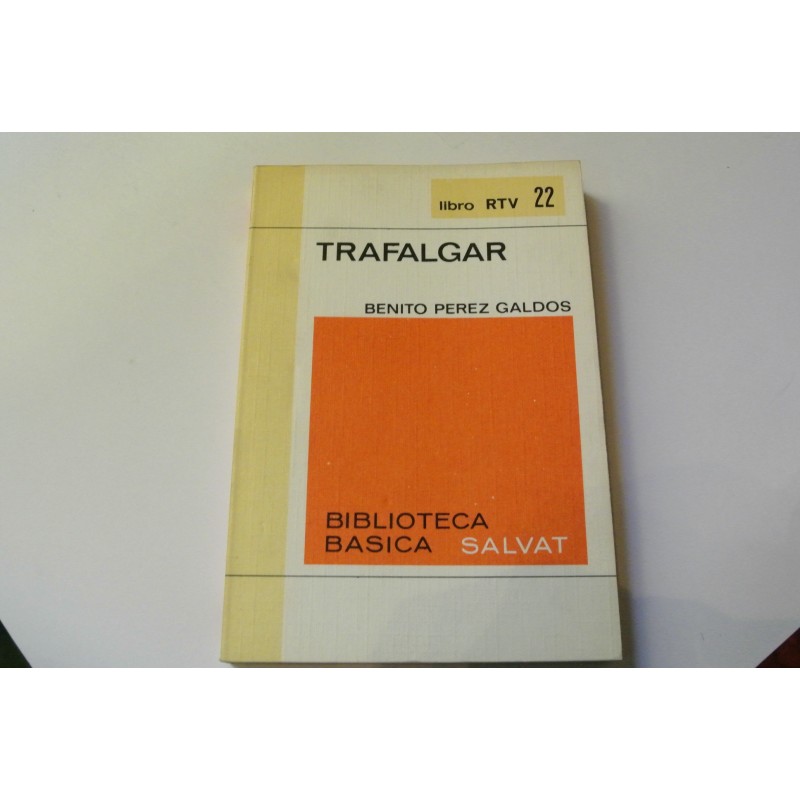 libro RTV 22
TRAFALGAR
BENITO PEREZ GALDOS
BIBLIOTECA
BASICA SALVAT